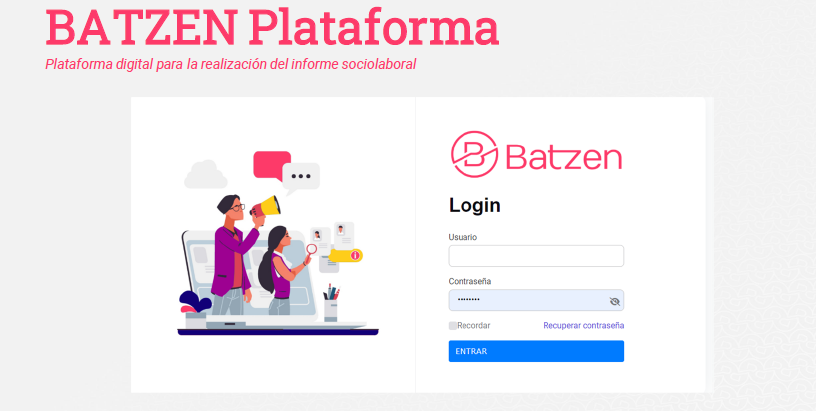 BATZEN Plataforma
Plataforma digital para la realización del informe sociolaboral
Batzen
Login
Usuario
Contraseña
Recordar
Recuperar contraseña
ENTRAR